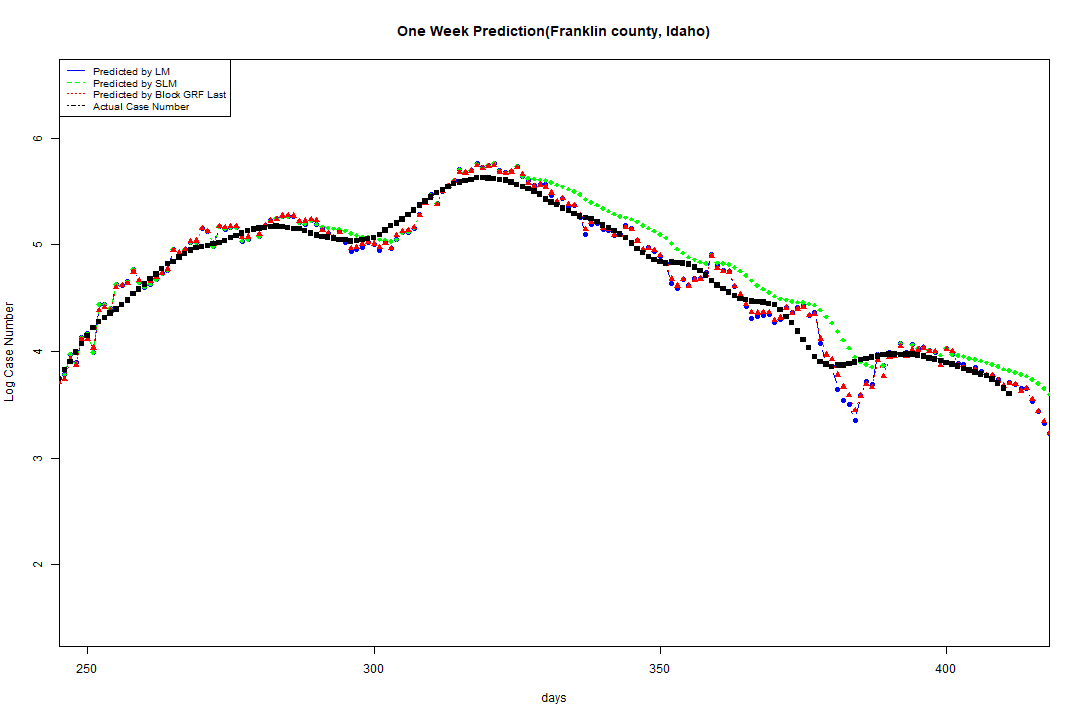 One Week Prediction(Franklin county, Idaho)
Predicted by LM
Predicted by SLM
Predicted by Block GRF Last
Actual Case Number
6
5
4
3
2
Log Case Number
250
300
350
400
days